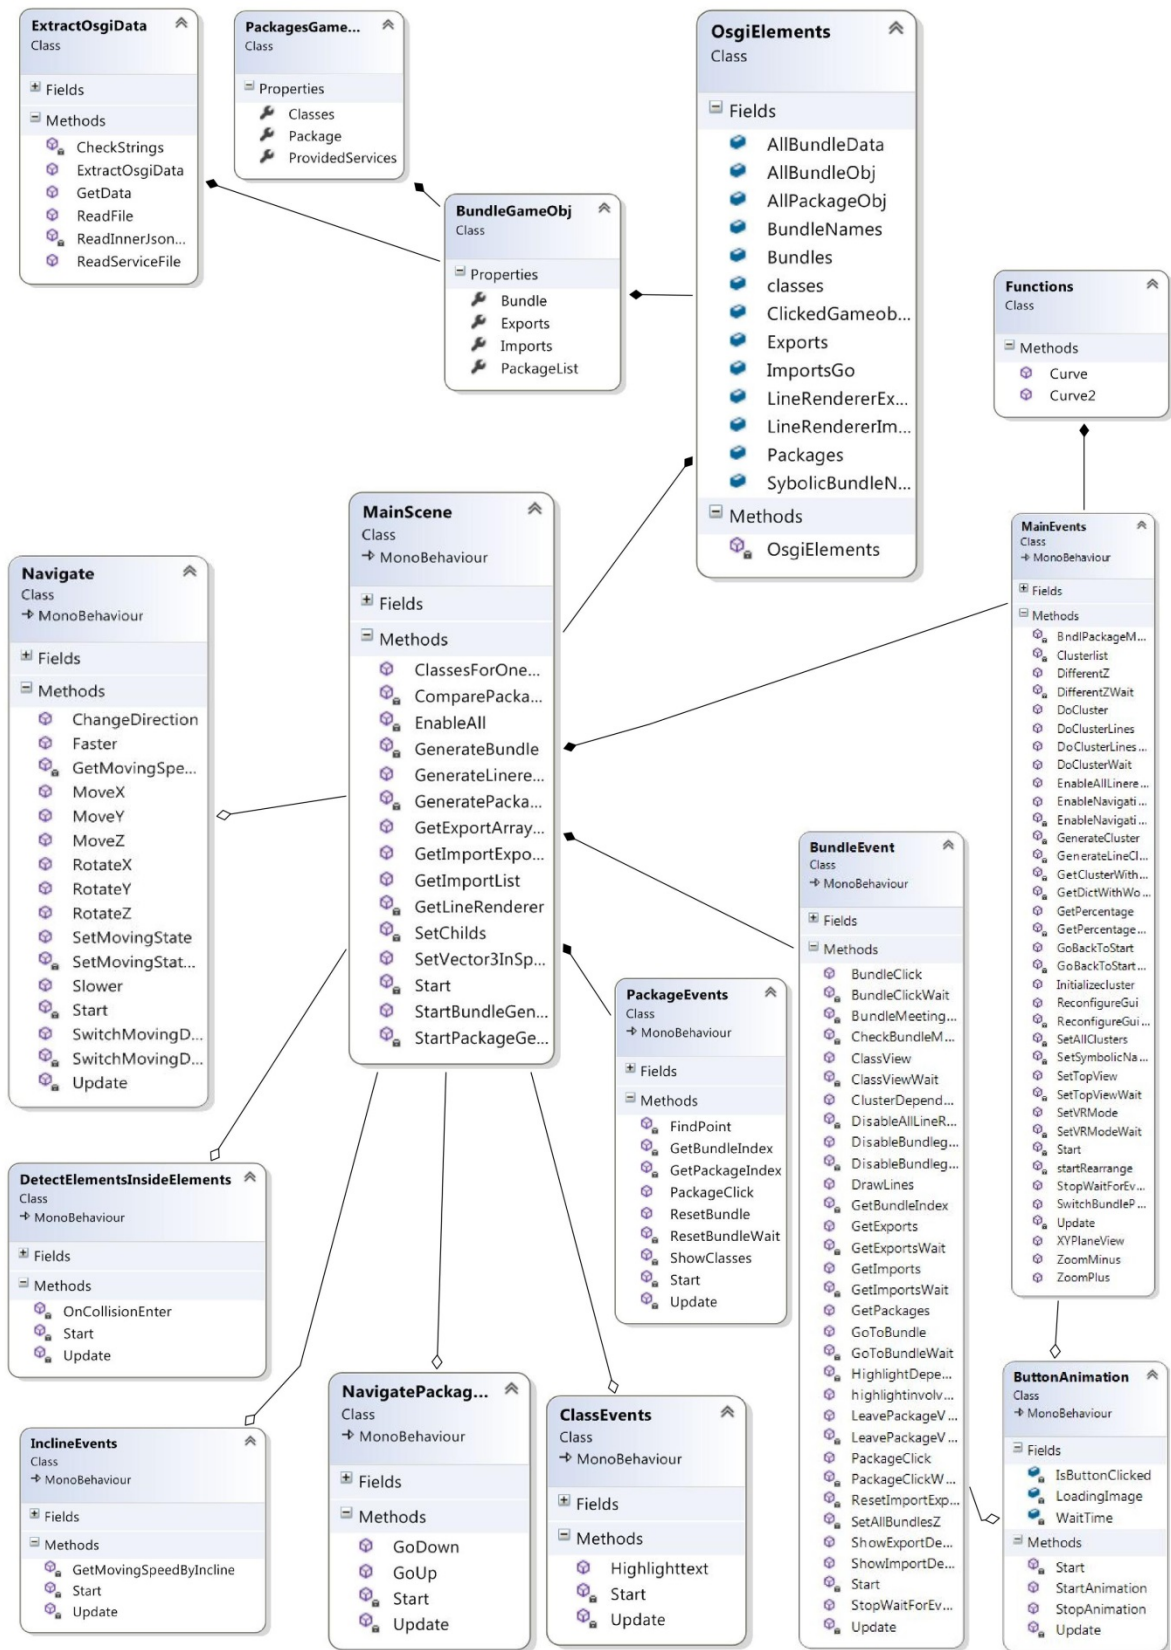 ExtractOsgiData
Class
Fields
Methods
CheckStrings
ExtractOsgiData
GetData
ReadFile
ReadInnerJson...
ReadServiceFile
PackagesGame...
Class
Properties
Classes
Package
ProvidedServices
BundleGameObj
Class
Properties
Bundle
Exports
Imports
PackageList
OsgiElements
Class
Fields
AllBundleData
AllBundleObj
AllPackageObj
BundleNames
Bundles
classes
ClickedGameob...
Exports
ImportsGo
LineRendererEx...
LineRendererIm...
Packages
SybolicBundleN...
Methods
OsgiElements
Functions
Class
Methods
Curve
Curve2
Navigate
Class
MonoBehaviour
Fields
Methods
ChangeDirection
Faster
GetMovingSpe...
MoveX
MoveY
MoveZ
RotateX
RotateY
RotateZ
SetMovingState
SetMovingStat...
Slower
Start
SwitchMovingD...
SwitchMovingD...
Update
MainScene
Class
MonoBehaviour
Fields
Methods
ClassesForOne...
ComparePacka...
EnableAll
GenerateBundle
GenerateLinere...
GeneratePacka...
GetExportArray...
GetImportExpo...
GetImportList
GetLineRenderer
SetChilds
SetVector3InSp...
Start
StartBundleGen...
StartPackageGe...
MainEvents
Class
MonoBehaviour
Fields
Methods
BndlPackageM...
Clusterlist
DifferentZ
DifferentZWait
DoCluster
DoClusterLines
DoClusterLines...
DoClusterWait
EnableAllLinere...
EnableNavigati...
EnableNavigati...
GenerateCluster
GenerateLineCl...
GetClusterWith...
GetDictWithWo...
GetPercentage
GetPercentage...
GoBackToStart
GoBackToStart...
Initializecluster
ReconfigureGui
ReconfigureGui...
SetAllClusters
SetSymbolicNa...
SetTopView
SetTopViewWait
SetVRMode
SetVRModeWait
Start
startRearrange
StopWaitForEv...
SwitchBundleP...
Update
XYPlaneView
ZoomMinus
ZoomPlus
BundleEvent
Class
MonoBehaviour
Fields
Methods
BundleClick
BundleClickWait
BundleMeeting...
CheckBundleM...
ClassView
ClassViewWait
ClusterDepend...
DisableAllLineR...
DisableBundleg...
DisableBundleg...
DrawLines
GetBundleIndex
GetExports
GetExportsWait
GetImports
GetImportsWait
GetPackages
GoToBundle
GoToBundleWait
HighlightDepe...
highlightinvolv...
LeavePackageV...
LeavePackageV...
PackageClick
PackageClickW...
ResetImportExp...
SetAllBundlesZ
ShowExportDe...
ShowImportDe...
Start
StopWaitForEv...
Update
PackageEvents
Class
MonoBehaviour
Fields
Methods
FindPoint
GetBundleIndex
GetPackageIndex
PackageClick
ResetBundle
ResetBundleWait
ShowClasses
Start
Update
DetectElementsInsideElements
Class
MonoBehaviour
Fields
Methods
OnCollisionEnter
Start
Update
InclineEvents
Class
MonoBehaviour
Fields
Methods
GetMovingSpeedByIncline
Start
Update
NavigatePackag...
Class
MonoBehaviour
Fields
Methods
GoDown
GoUp
Start
Update
ClassEvents
Class
MonoBehaviour
Fields
Methods
Highlighttext
Start
Update
ButtonAnimation
Class
MonoBehaviour
Fields
IsButtonClicked
LoadingImage
WaitTime
Methods
Start
StartAnimation
StopAnimation
Update